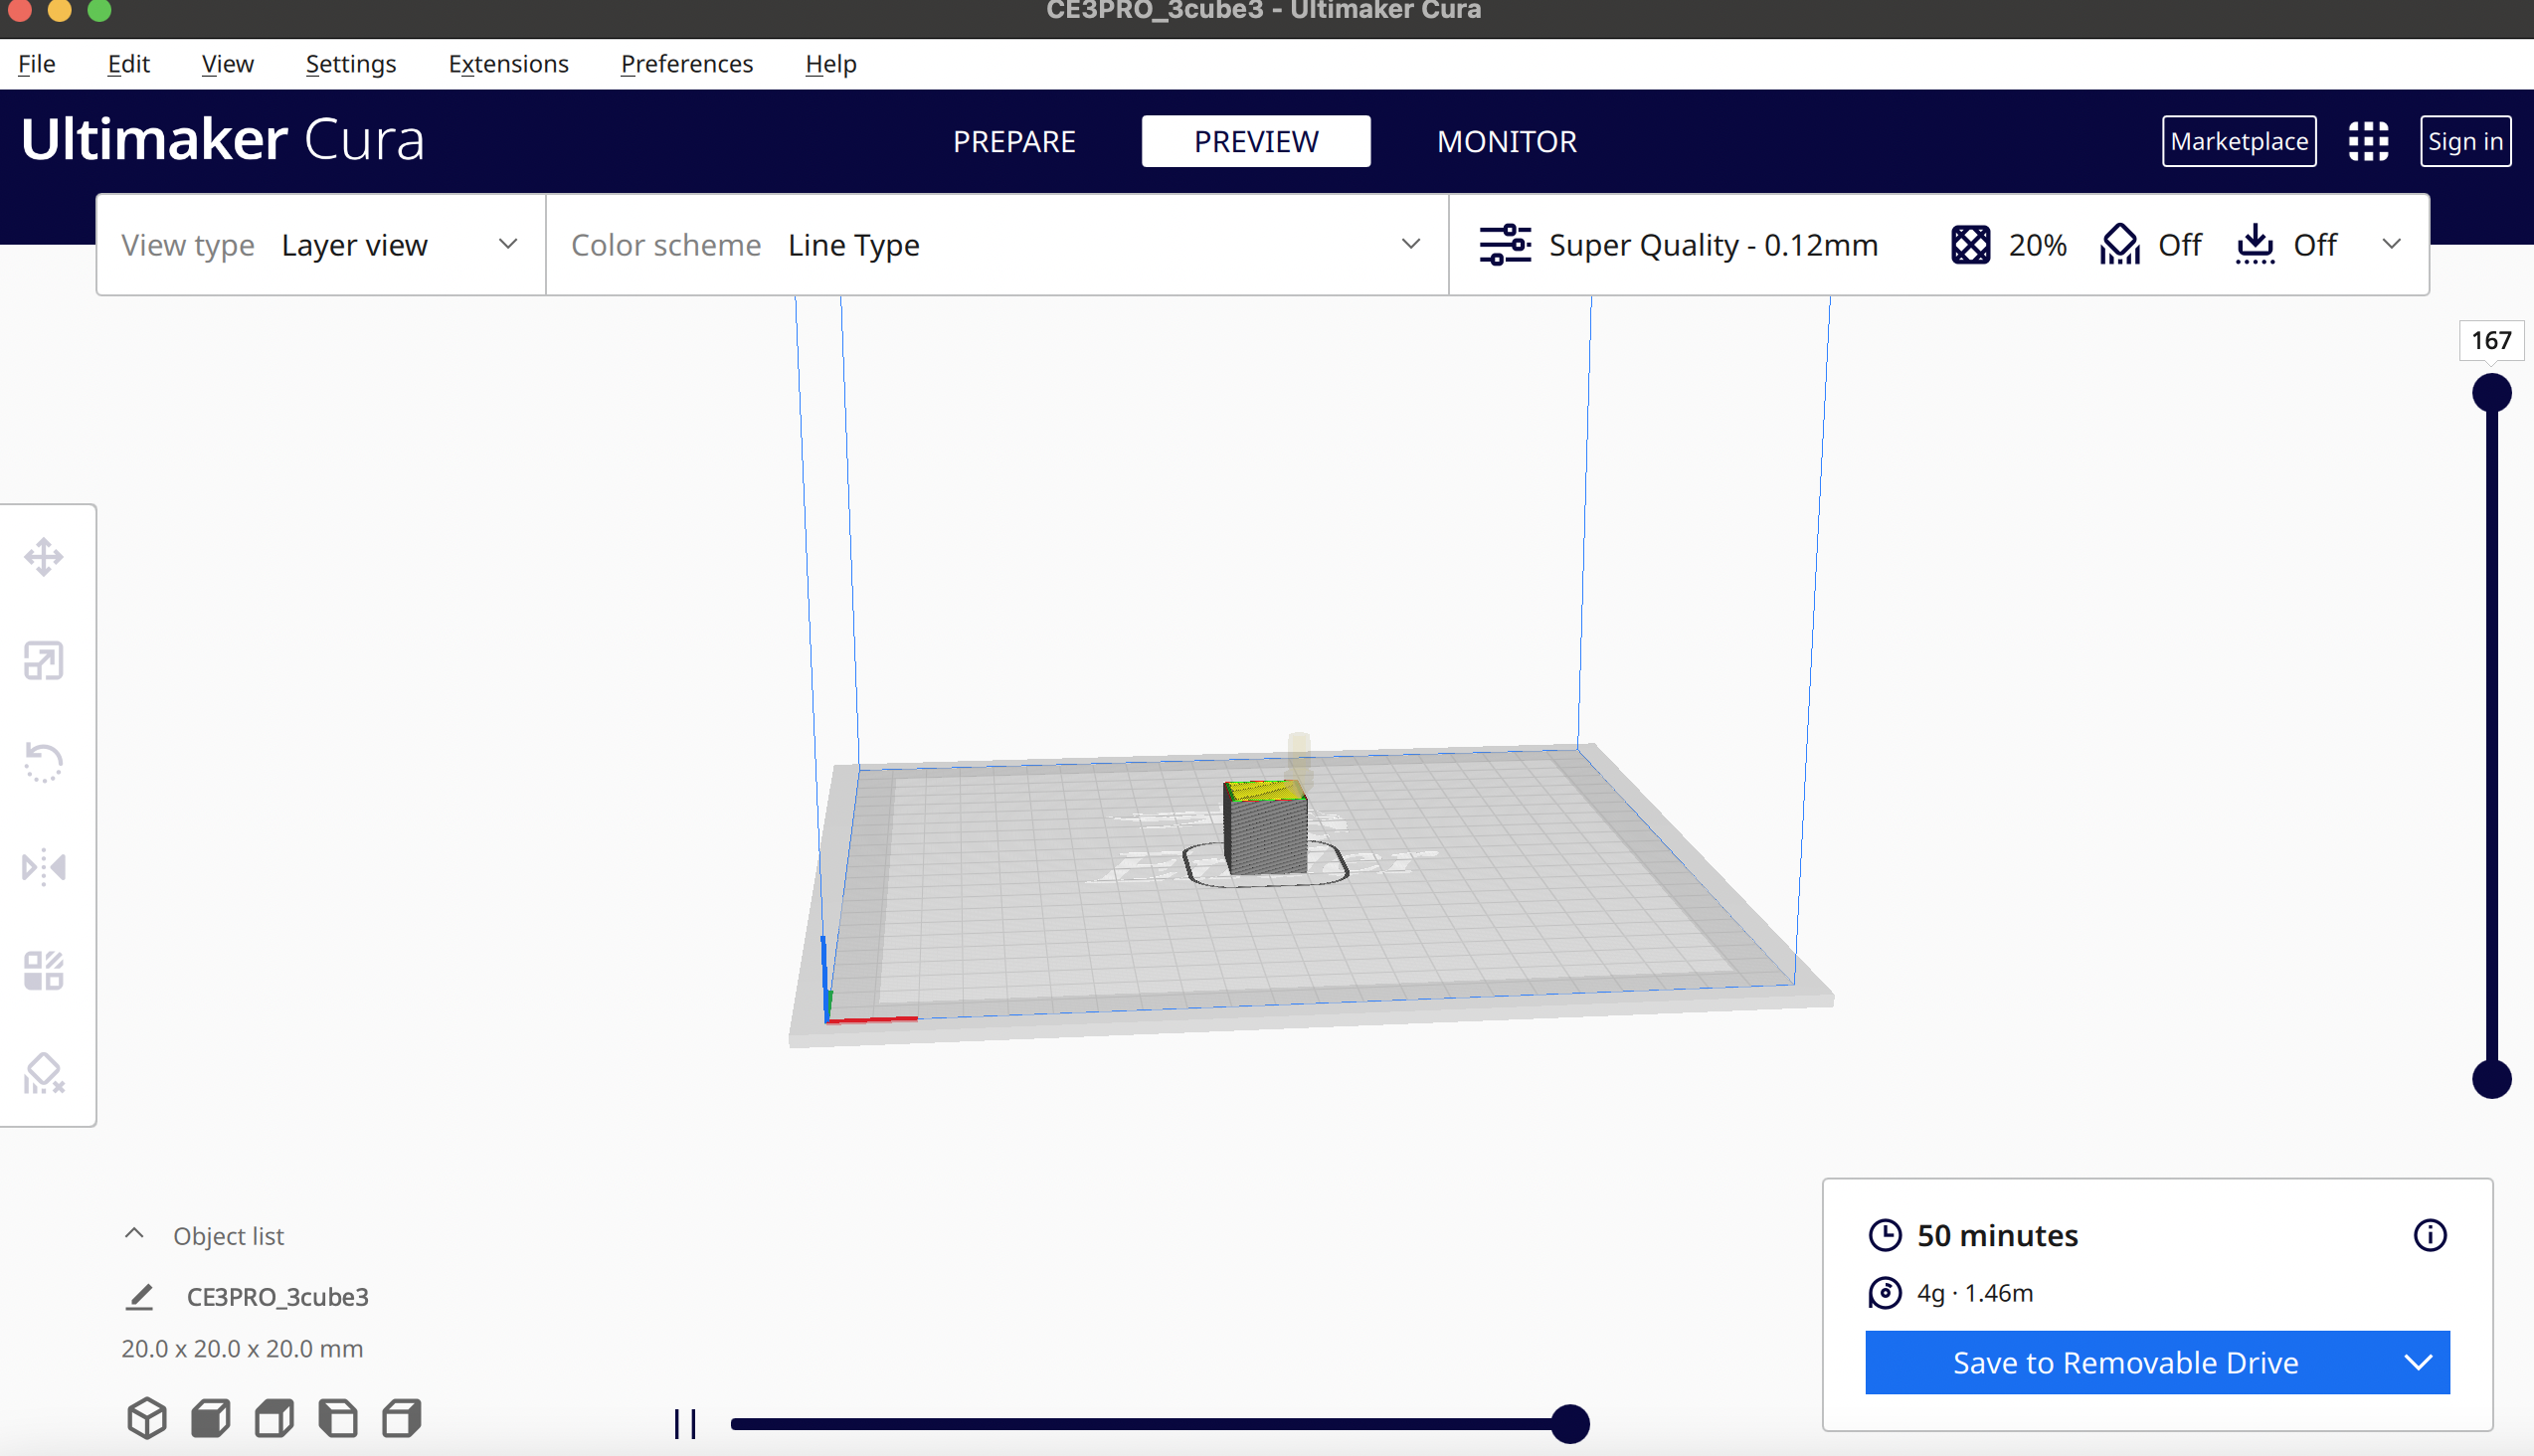 CE3PRO_3cube3 - Ultimaker Cura
File Edit View Settings Extensions Preferences Help
Ultimaker Cura
PREPARE PREVIEW MONITOR
Marketplace Sign in
View type Layer view Color scheme Line Type Super Quality - 0.12mm 20% Off Off
167
Object list
CE3PRO_3cube3
20.0 x 20.0 x 20.0 mm
50 minutes
4g · 1.46m
Save to Removable Drive